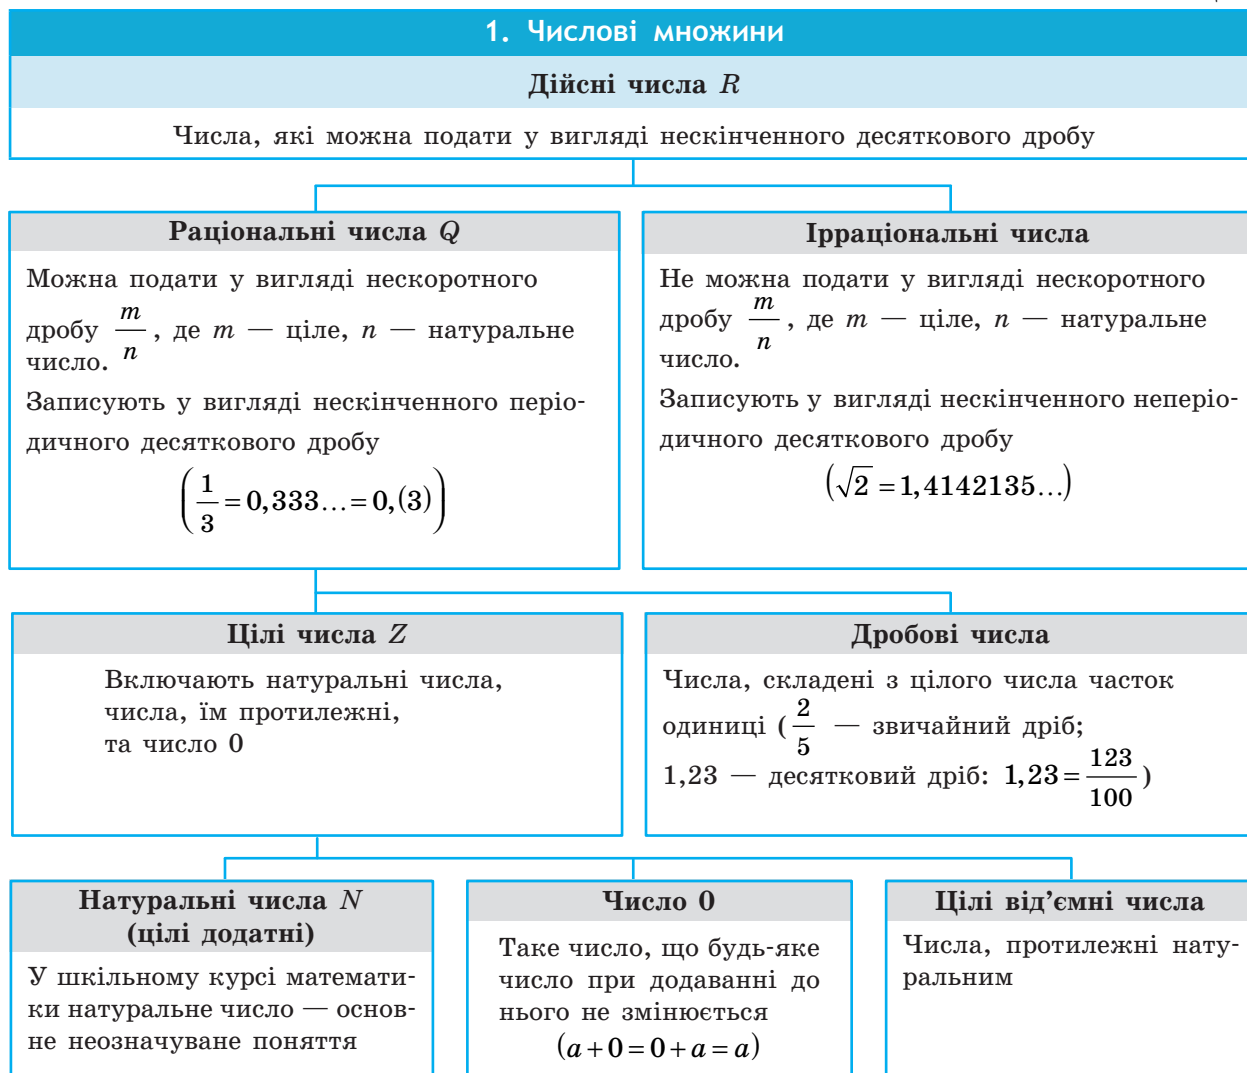 1. Числові множини
Дійсні числа R
Числа, які можна подати у вигляді нескінченного десяткового дробу
Раціональні числа Q
Можна подати у вигляді нескоротного
дробу m/n, де m — ціле, n — натуральне
число.
Записують у вигляді нескінченного періо-
дичного десяткового дробу
(1/3 = 0,333... = 0,(3))
Ірраціональні числа
Не можна подати у вигляді нескоротного
дробу m/n, де m — ціле, n — натуральне
число.
Записують у вигляді нескінченного неперіо-
дичного десяткового дробу
(√2 = 1,4142135...)
Цілі числа Z
Включають натуральні числа,
числа, їм протилежні,
та число 0
Дробові числа
Числа, складені з цілого числа часток
одиниці (2/5 — звичайний дріб;
1,23 — десятковий дріб: 1,23 = 123/100)
Натуральні числа N
(цілі додатні)
У шкільному курсі математи-
ки натуральне число — основ-
не неозначуване поняття
Число 0
Таке число, що будь-яке
число при додаванні до
нього не змінюється
(a + 0 = 0 + a = a)
Цілі від’ємні числа
Числа, протилежні нату-
ральним